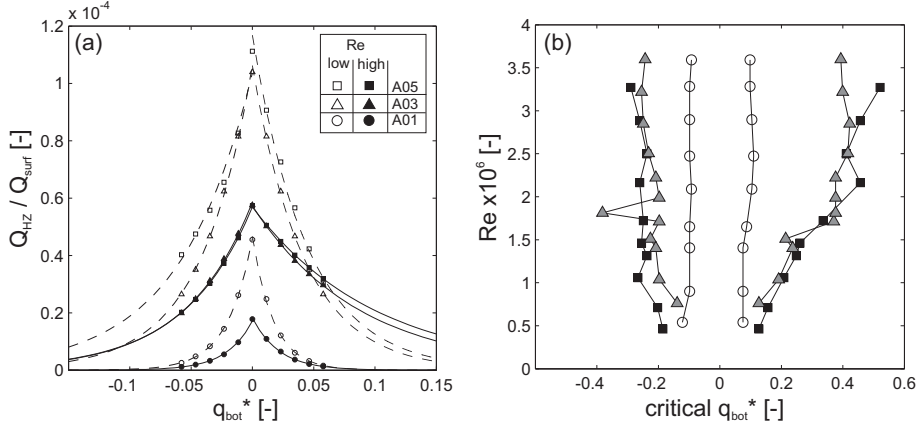 (a)
x 10⁻⁴
1.2
1
0.8
0.6
0.4
0.2
0
-0.1
-0.05
0
0.05
0.1
0.15
Q_HZ / Q_surf [-]
q_bot* [-]
Re
low high
A05
A03
A01
(b)
4
3.5
3
2.5
2
1.5
1
0.5
0
-0.4
-0.2
0
0.2
0.4
0.6
Re x10⁶ [-]
critical q_bot* [-]